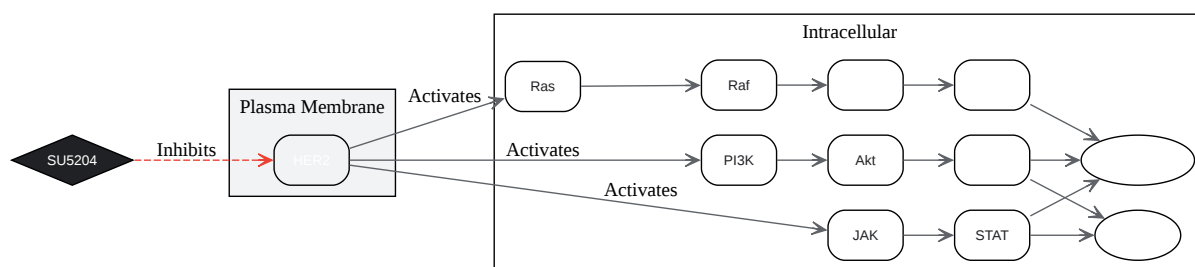 Intracellular
Plasma Membrane
SU5204
Inhibits
HER2
Activates
Ras
Raf
Activates
PI3K
Akt
Activates
JAK
STAT